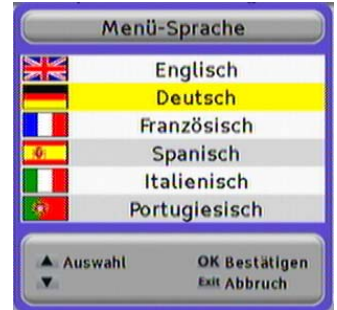 Menü-Sprache
Englisch
Deutsch
Französisch
Spanisch
Italienisch
Portugiesisch
▲ Auswahl OK Bestätigen
▼ Exit Abbruch